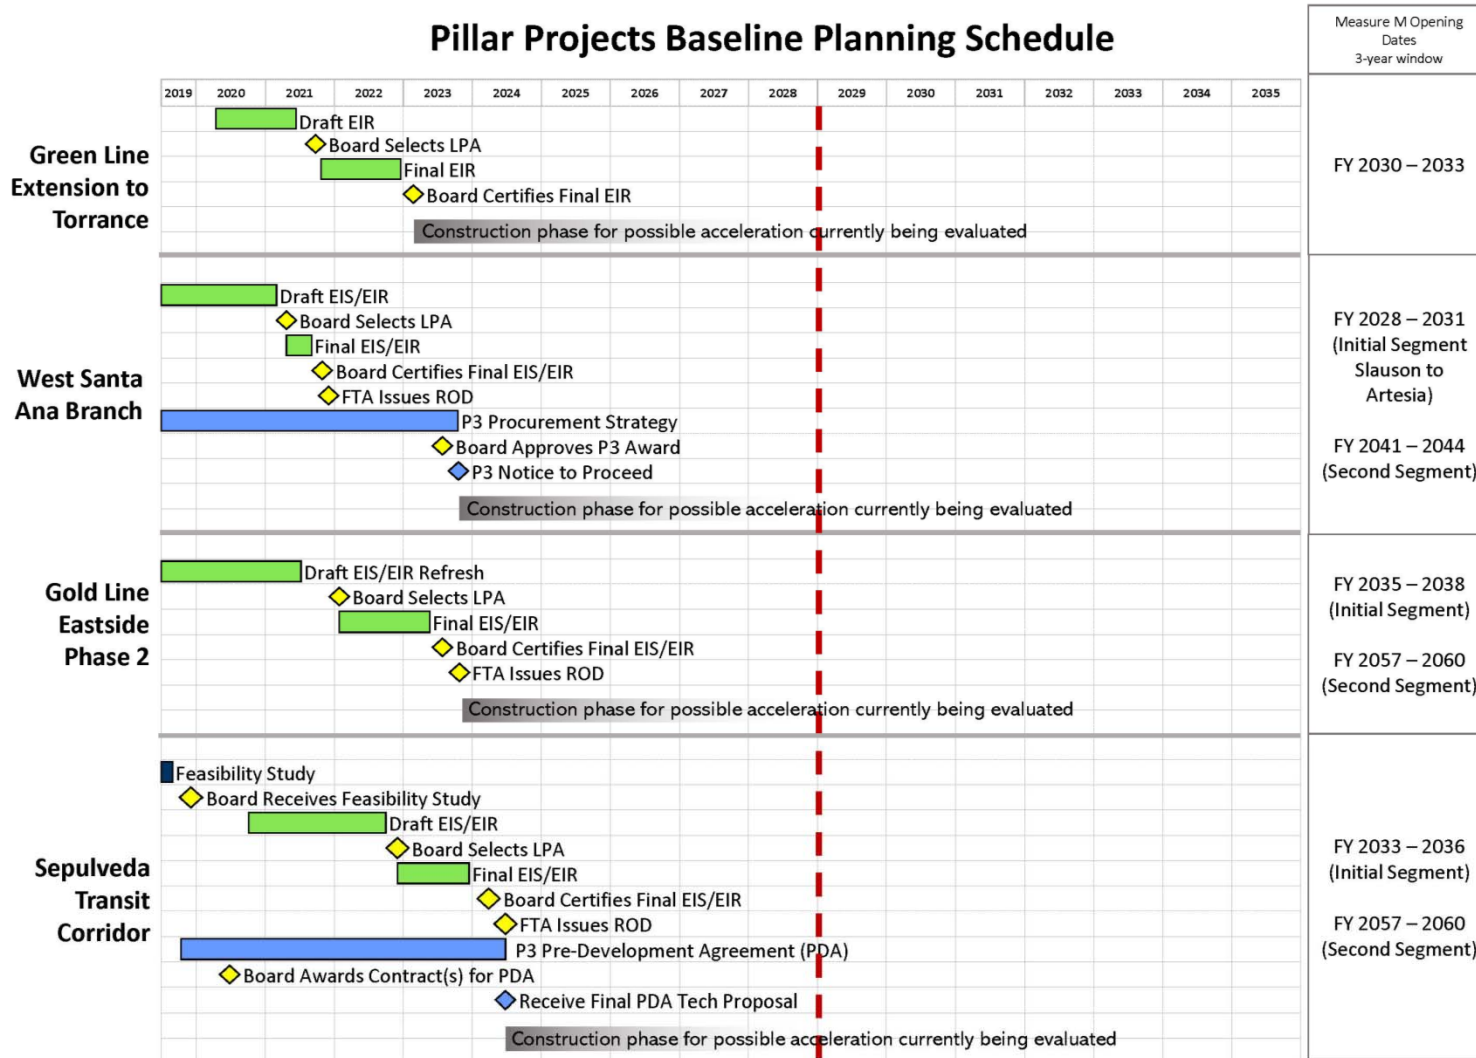 Pillar Projects Baseline Planning Schedule
Measure M Opening
Dates
3-year window
2019 2020 2021 2022 2023 2024 2025 2026 2027 2028 2029 2030 2031 2032 2033 2034 2035
Green Line
Extension to
Torrance
Draft EIR
Board Selects LPA
Final EIR
Board Certifies Final EIR
Construction phase for possible acceleration currently being evaluated
FY 2030 – 2033
West Santa
Ana Branch
Draft EIS/EIR
Board Selects LPA
Final EIS/EIR
Board Certifies Final EIS/EIR
FTA Issues ROD
P3 Procurement Strategy
Board Approves P3 Award
P3 Notice to Proceed
Construction phase for possible acceleration currently being evaluated
FY 2028 – 2031
(Initial Segment
Slauson to
Artesia)
FY 2041 – 2044
(Second Segment)
Gold Line
Eastside
Phase 2
Draft EIS/EIR Refresh
Board Selects LPA
Final EIS/EIR
Board Certifies Final EIS/EIR
FTA Issues ROD
Construction phase for possible acceleration currently being evaluated
FY 2035 – 2038
(Initial Segment)
FY 2057 – 2060
(Second Segment)
Sepulveda
Transit
Corridor
Feasibility Study
Board Receives Feasibility Study
Draft EIS/EIR
Board Selects LPA
Final EIS/EIR
Board Certifies Final EIS/EIR
FTA Issues ROD
P3 Pre-Development Agreement (PDA)
Board Awards Contract(s) for PDA
Receive Final PDA Tech Proposal
Construction phase for possible acceleration currently being evaluated
FY 2033 – 2036
(Initial Segment)
FY 2057 – 2060
(Second Segment)